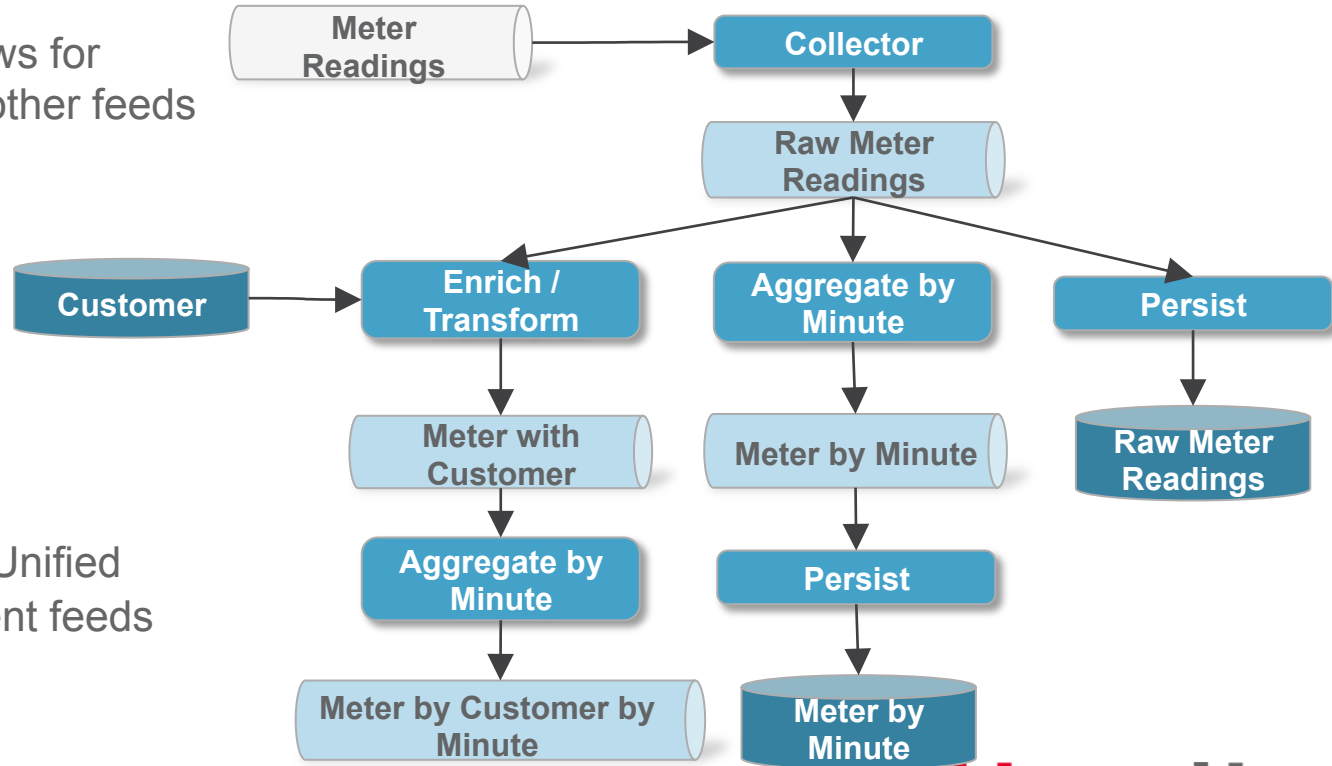 Meter
Readings
Collector
ws for
other feeds
Raw Meter
Readings
Customer
Enrich /
Transform
Aggregate by
Minute
Persist
Meter with
Customer
Meter by Minute
Raw Meter
Readings
Unified
ent feeds
Aggregate by
Minute
Persist
Meter by Customer by
Minute
Meter by
Minute